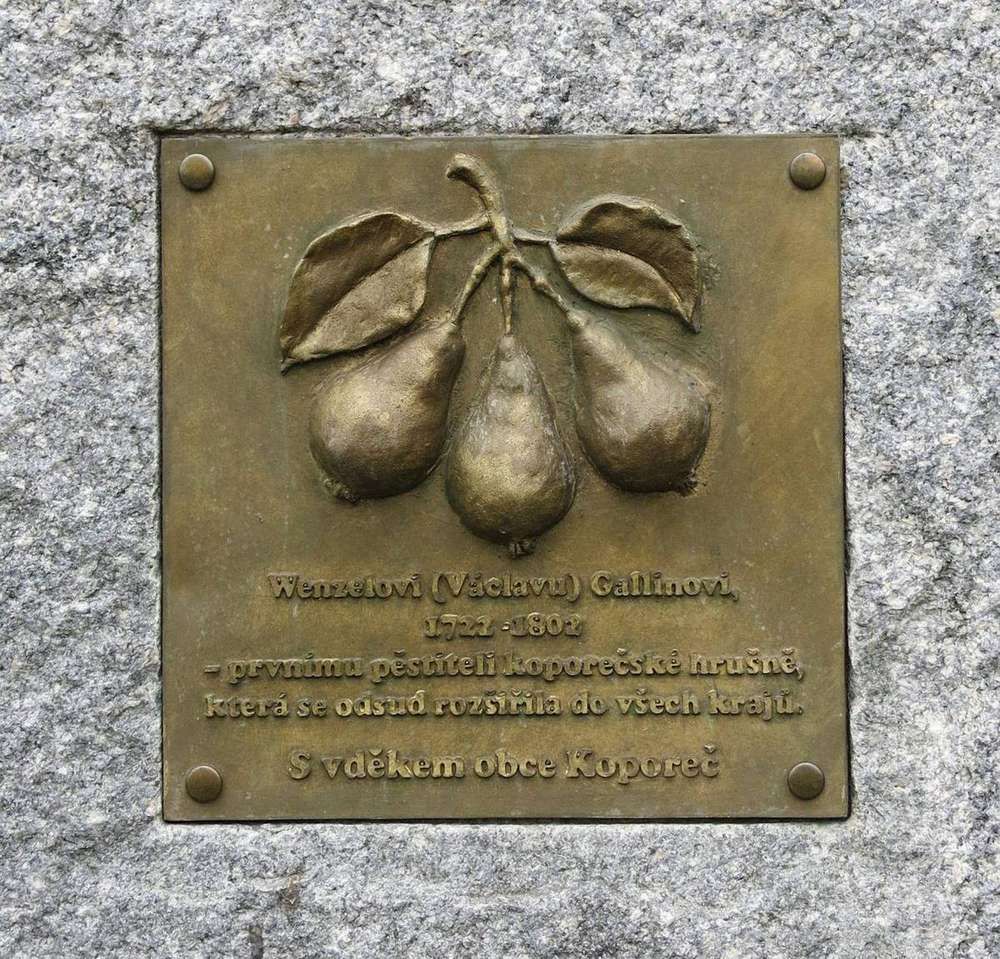 Wenzelovi (Václavu) Gallinovi,
1722 - 1802
- prvnímu pěstiteli koporečské hrušně,
která se odsud rozšířila do všech krajů.
S vděkem obce Koporeč